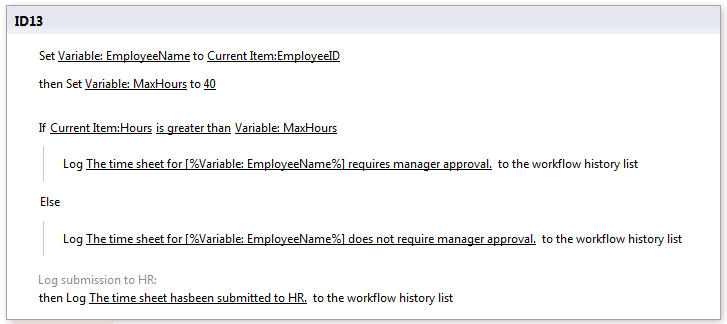 ID13
Set Variable: EmployeeName to Current Item:EmployeeID
then Set Variable: MaxHours to 40
If Current Item:Hours is greater than Variable: MaxHours
Log The time sheet for [%Variable: EmployeeName%] requires manager approval. to the workflow history list
Else
Log The time sheet for [%Variable: EmployeeName%] does not require manager approval. to the workflow history list
Log submission to HR:
then Log The time sheet hasbeen submitted to HR. to the workflow history list